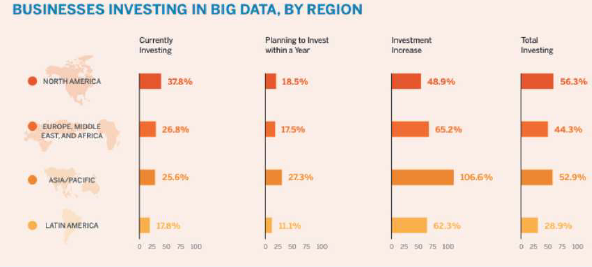 BUSINESSES INVESTING IN BIG DATA, BY REGION
Currently
Investing
Planning to Invest
within a Year
Investment
Increase
Total
Investing
NORTH AMERICA
37.8%
18.5%
48.9%
56.3%
EUROPE, MIDDLE
EAST, AND AFRICA
26.8%
17.5%
65.2%
44.3%
ASIA/PACIFIC
25.6%
27.3%
106.6%
52.9%
LATIN AMERICA
17.8%
11.1%
62.3%
28.9%
0 25 50 75 100
0 25 50 75 100
0 25 50 75 100
0 25 50 75 100